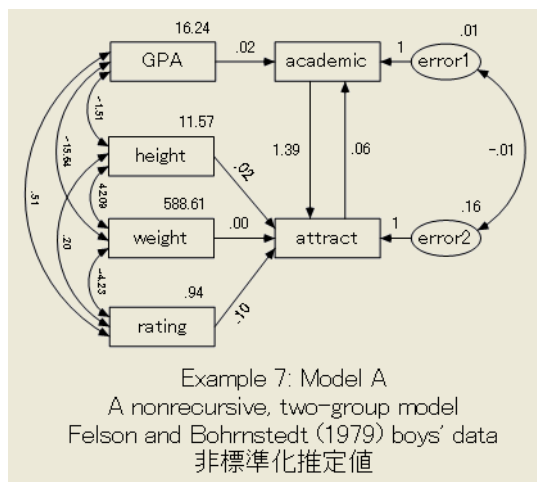 16.24
.02
.01
GPA
academic
1
error1
-1.51
11.57
-15.64
height
1.39
.06
-.01
.02
.51
42.09
588.61
.16
.20
weight
.00
attract
1
error2
-4.23
.94
.10
rating
Example 7: Model A
A nonrecursive, two-group model
Felson and Bohrnstedt (1979) boys' data
非標準化推定値